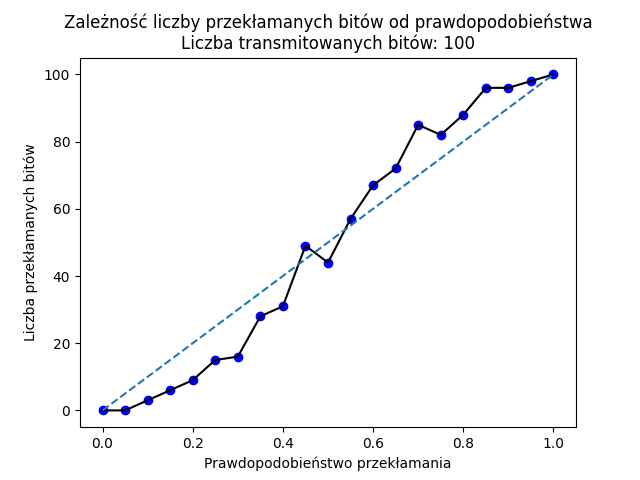 Zależność liczby przekłamanych bitów od prawdopodobieństwa
Liczba transmitowanych bitów: 100
100
80
60
40
20
0
Liczba przekłamanych bitów
0.0 0.2 0.4 0.6 0.8 1.0
Prawdopodobieństwo przekłamania